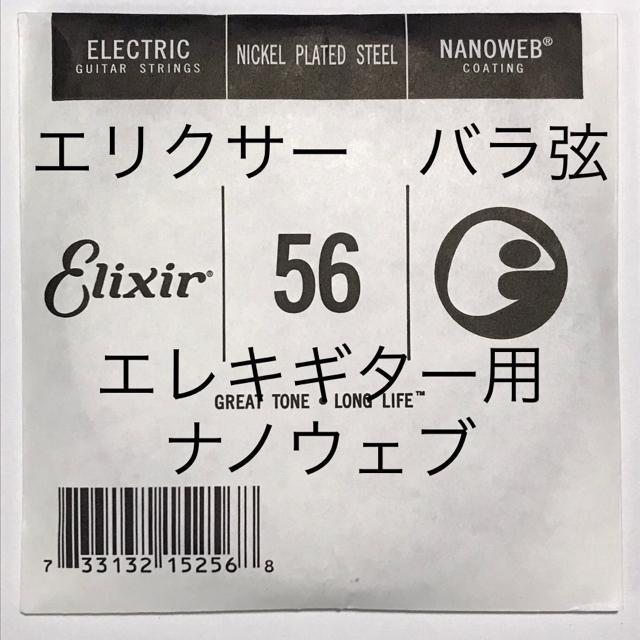 ELECTRIC
GUITAR STRINGS
NICKEL PLATED STEEL
NANOWEB®
COATING
エリクサー　バラ弦
Elixir®
56
エレキギター用
GREAT TONE • LONG LIFE™
ナノウェブ
7 33132 15256 8